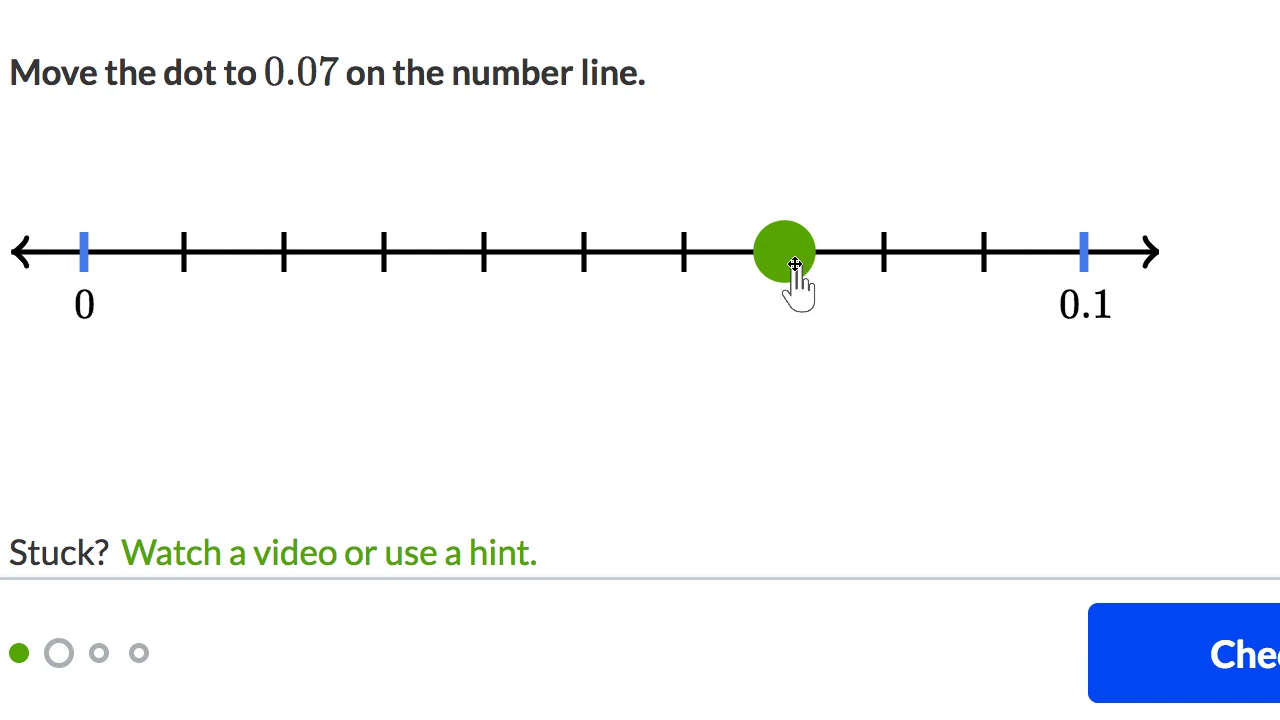 Move the dot to 0.07 on the number line.
0 0.1
Stuck? Watch a video or use a hint.